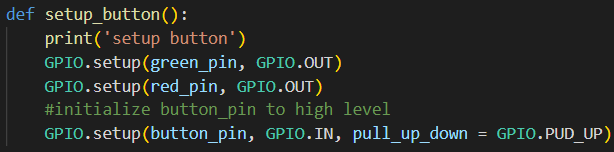 def setup_button():
    print('setup button')
    GPIO.setup(green_pin, GPIO.OUT)
    GPIO.setup(red_pin, GPIO.OUT)
    #initialize button_pin to high level
    GPIO.setup(button_pin, GPIO.IN, pull_up_down = GPIO.PUD_UP)